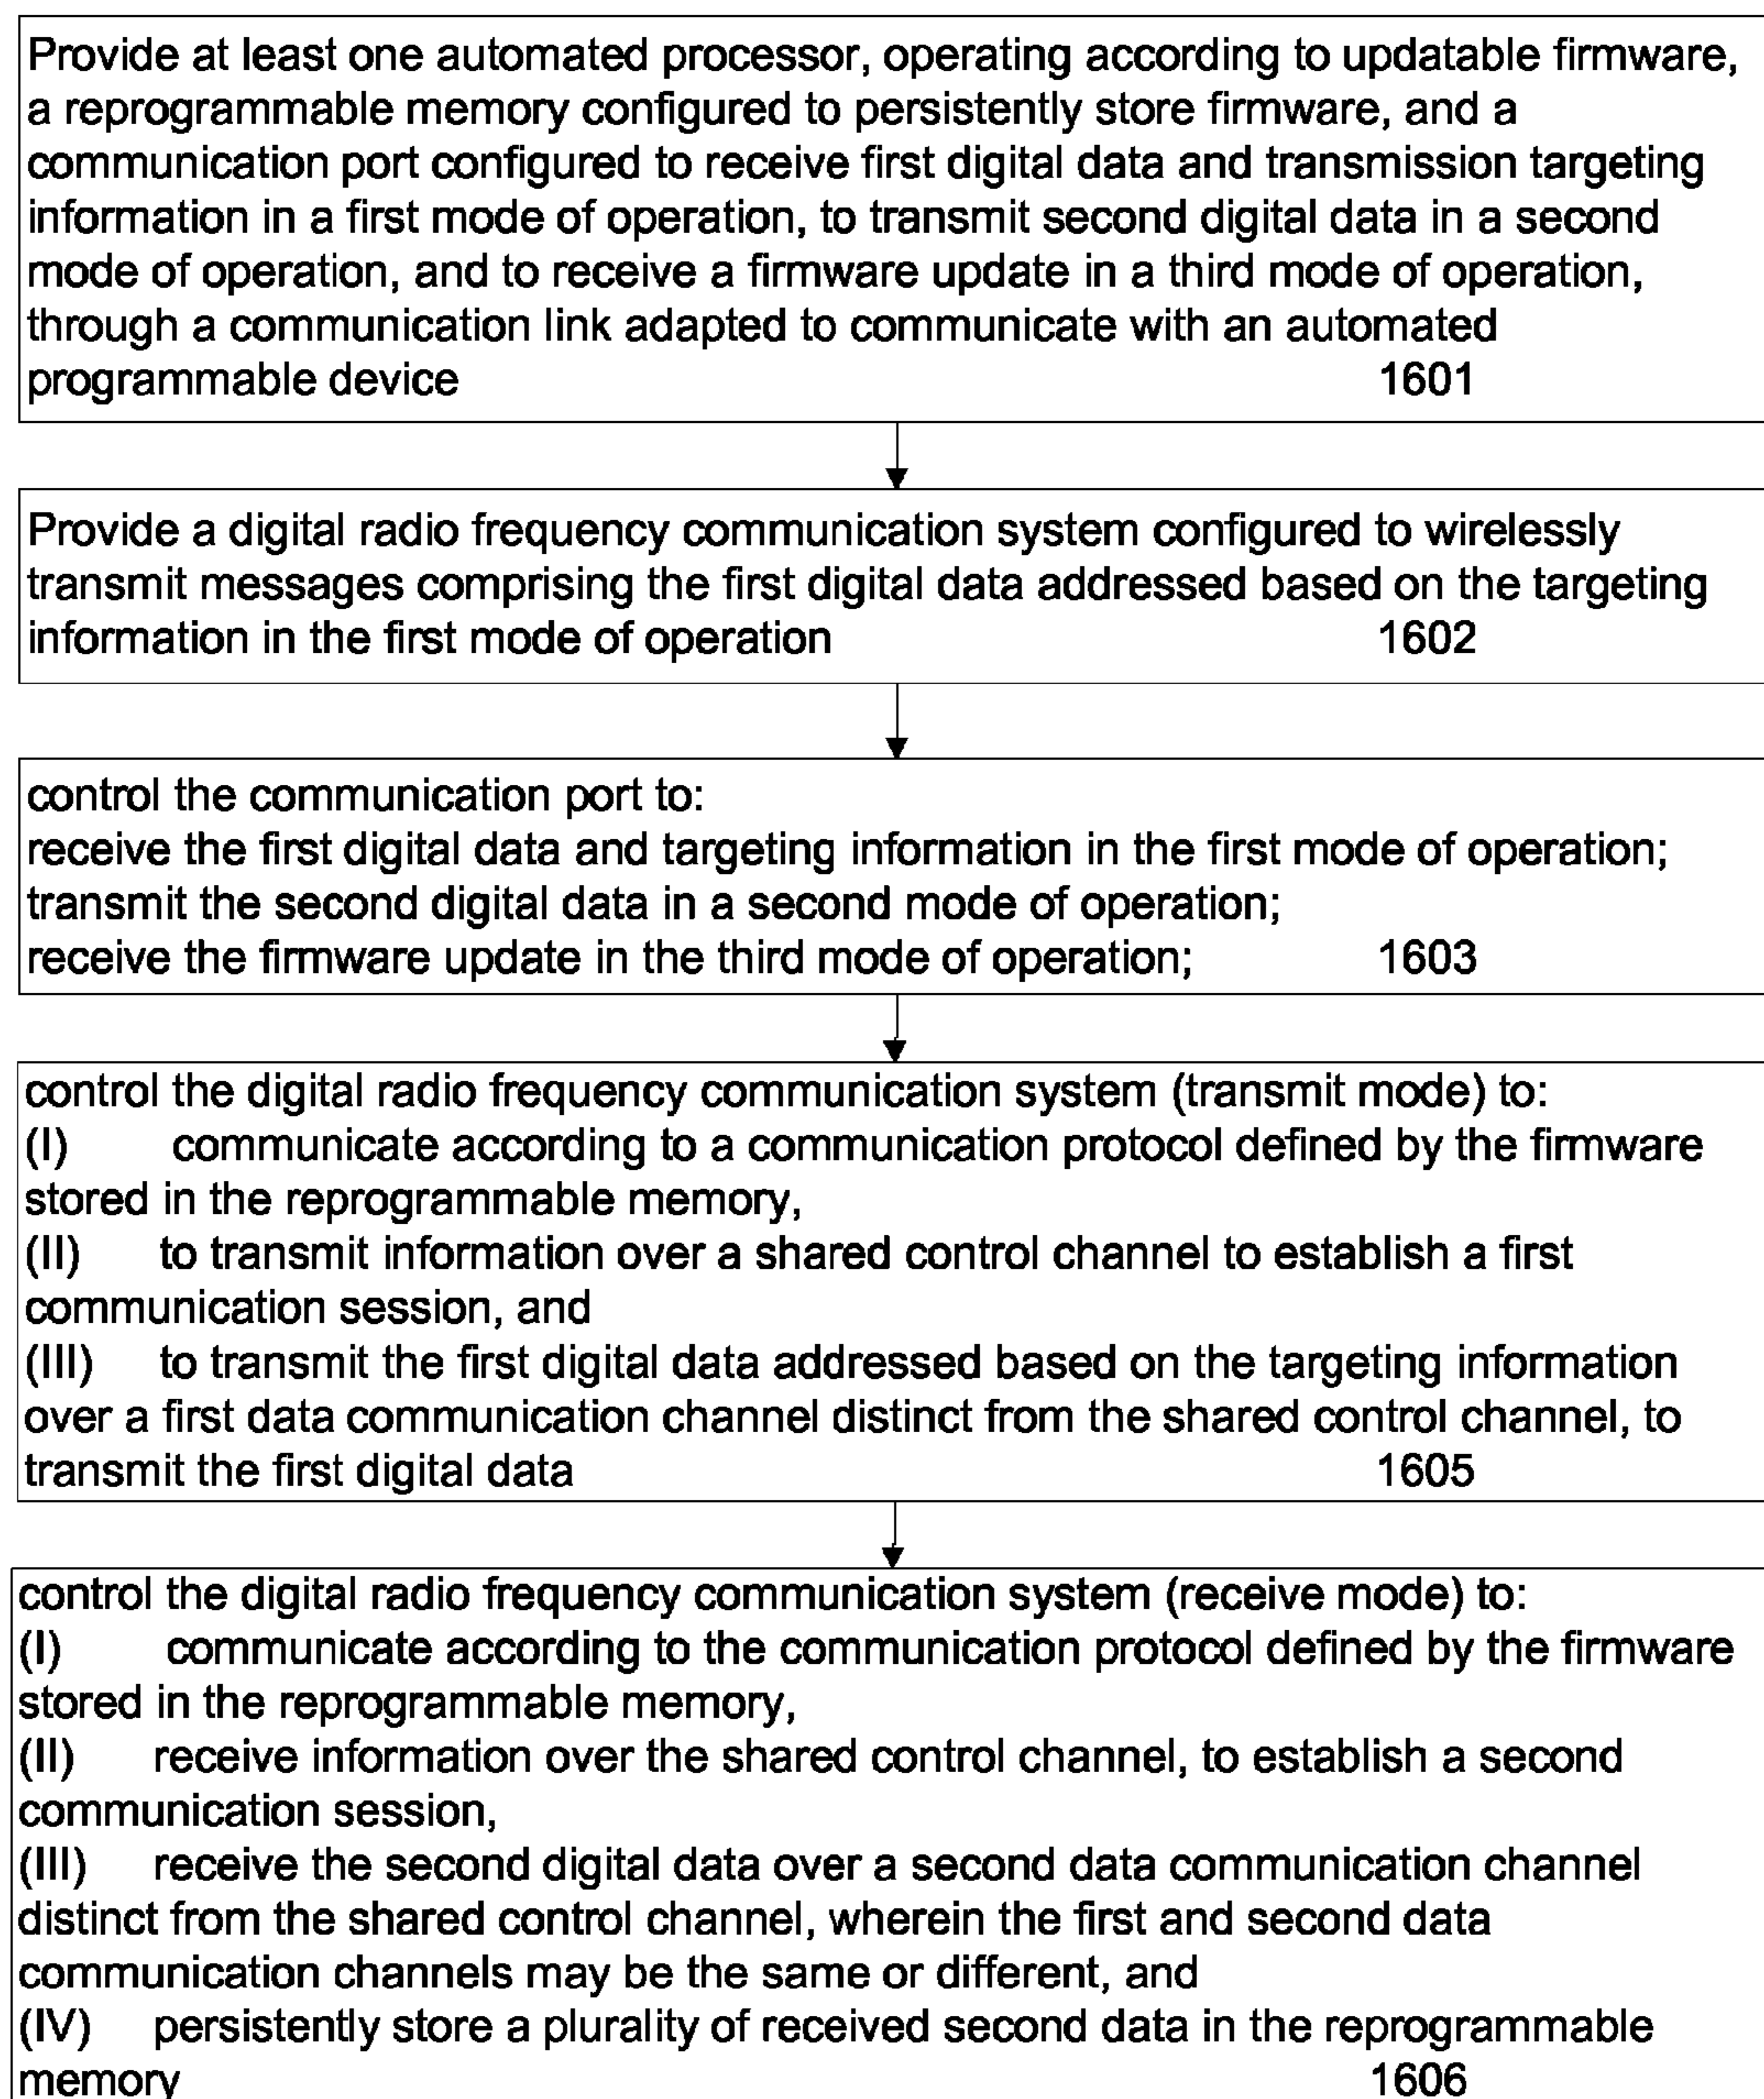 Provide at least one automated processor, operating according to updatable firmware,
a reprogrammable memory configured to persistently store firmware, and a
communication port configured to receive first digital data and transmission targeting
information in a first mode of operation, to transmit second digital data in a second
mode of operation, and to receive a firmware update in a third mode of operation,
through a communication link adapted to communicate with an automated
programmable device 1601
Provide a digital radio frequency communication system configured to wirelessly
transmit messages comprising the first digital data addressed based on the targeting
information in the first mode of operation 1602
control the communication port to:
receive the first digital data and targeting information in the first mode of operation;
transmit the second digital data in a second mode of operation;
receive the firmware update in the third mode of operation; 1603
control the digital radio frequency communication system (transmit mode) to:
(I) communicate according to a communication protocol defined by the firmware
stored in the reprogrammable memory,
(II) to transmit information over a shared control channel to establish a first
communication session, and
(III) to transmit the first digital data addressed based on the targeting information
over a first data communication channel distinct from the shared control channel, to
transmit the first digital data 1605
control the digital radio frequency communication system (receive mode) to:
(I) communicate according to the communication protocol defined by the firmware
stored in the reprogrammable memory,
(II) receive information over the shared control channel, to establish a second
communication session,
(III) receive the second digital data over a second data communication channel
distinct from the shared control channel, wherein the first and second data
communication channels may be the same or different, and
(IV) persistently store a plurality of received second data in the reprogrammable
memory 1606